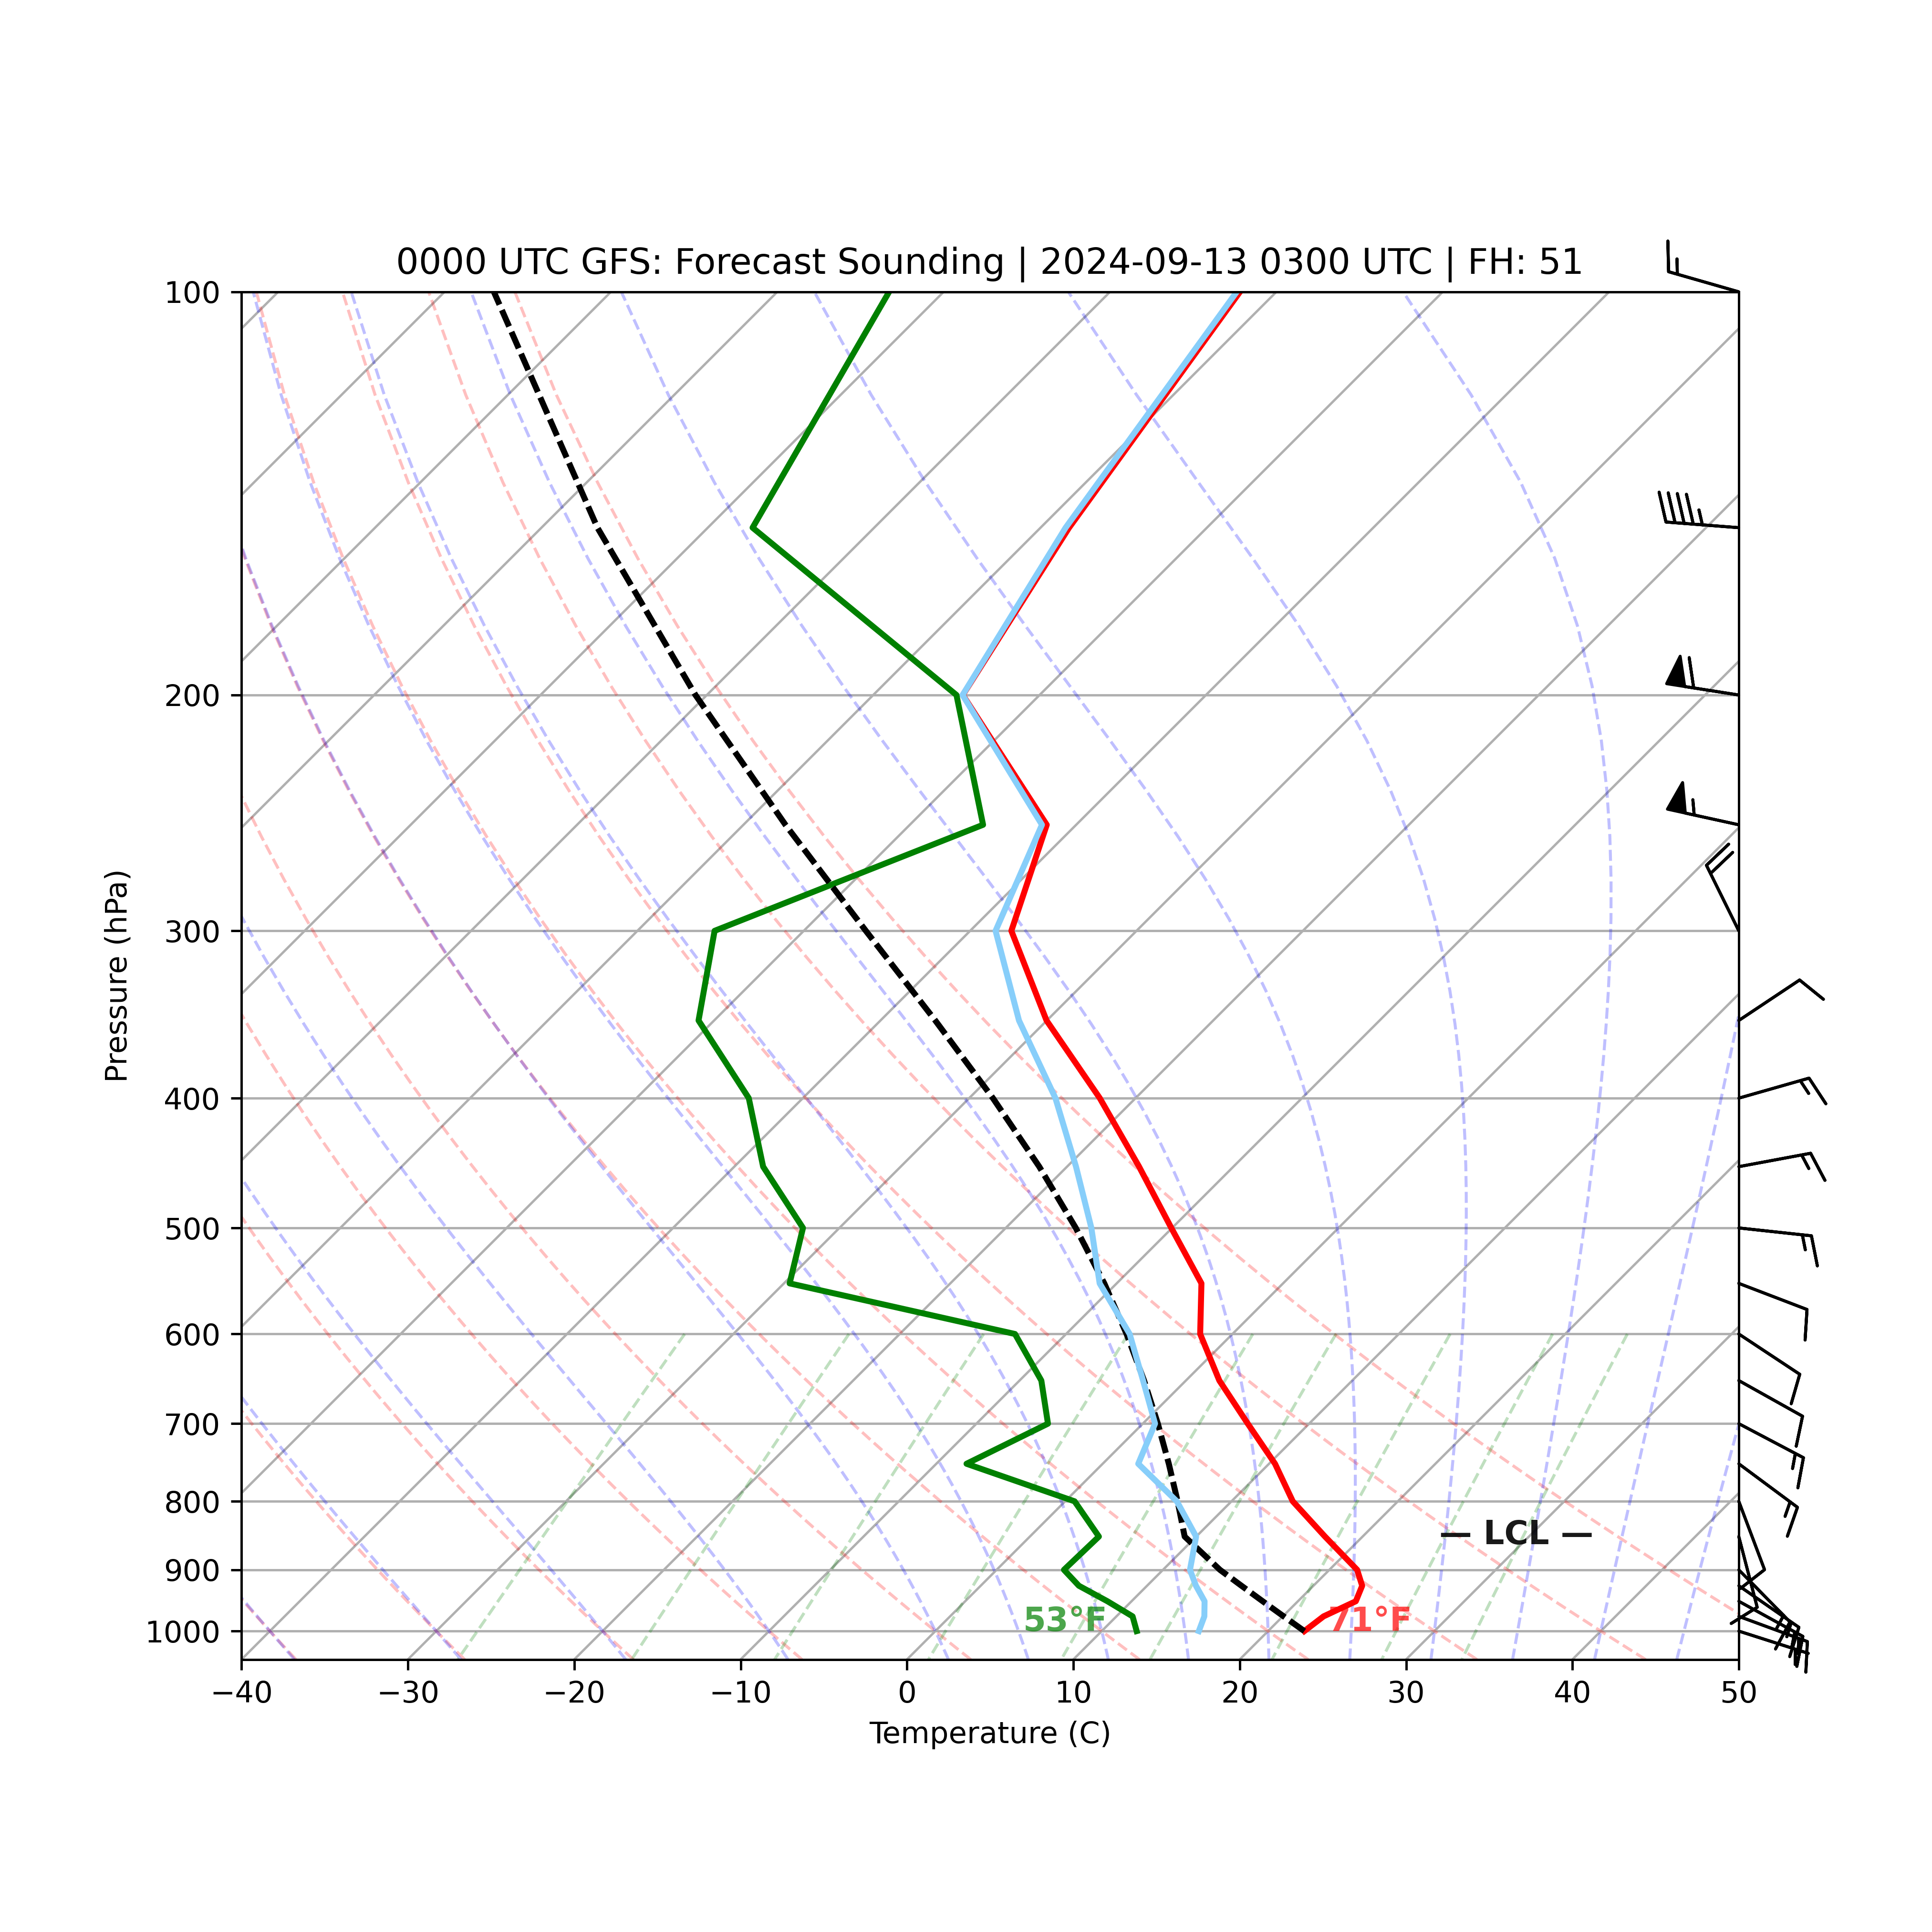 0000 UTC GFS: Forecast Sounding | 2024-09-13 0300 UTC | FH: 51
100
200
300
400
500
600
700
800
900
1000
Pressure (hPa)
— LCL —
53°F
71°F
−40 −30 −20 −10 0 10 20 30 40 50
Temperature (C)